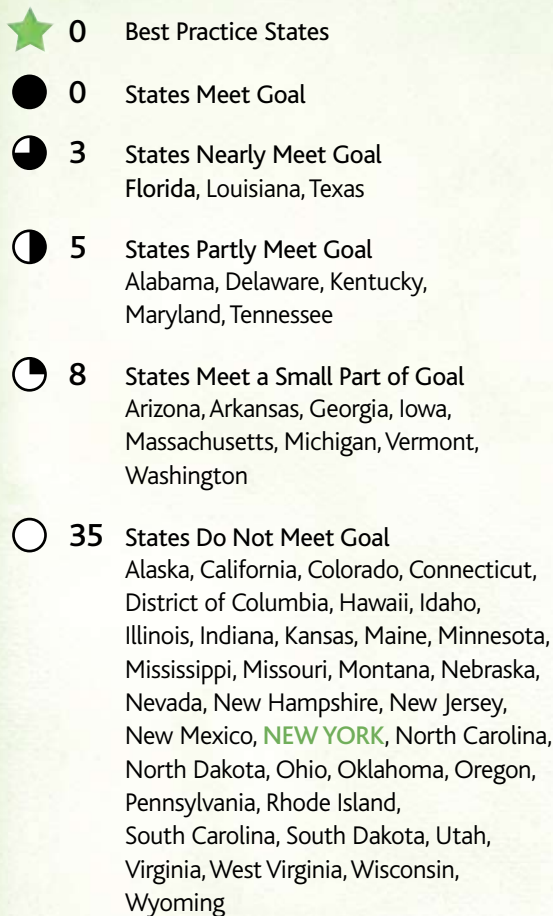 0 Best Practice States
0 States Meet Goal
3 States Nearly Meet Goal
Florida, Louisiana, Texas
5 States Partly Meet Goal
Alabama, Delaware, Kentucky,
Maryland, Tennessee
8 States Meet a Small Part of Goal
Arizona, Arkansas, Georgia, Iowa,
Massachusetts, Michigan, Vermont,
Washington
35 States Do Not Meet Goal
Alaska, California, Colorado, Connecticut,
District of Columbia, Hawaii, Idaho,
Illinois, Indiana, Kansas, Maine, Minnesota,
Mississippi, Missouri, Montana, Nebraska,
Nevada, New Hampshire, New Jersey,
New Mexico, NEW YORK, North Carolina,
North Dakota, Ohio, Oklahoma, Oregon,
Pennsylvania, Rhode Island,
South Carolina, South Dakota, Utah,
Virginia, West Virginia, Wisconsin,
Wyoming